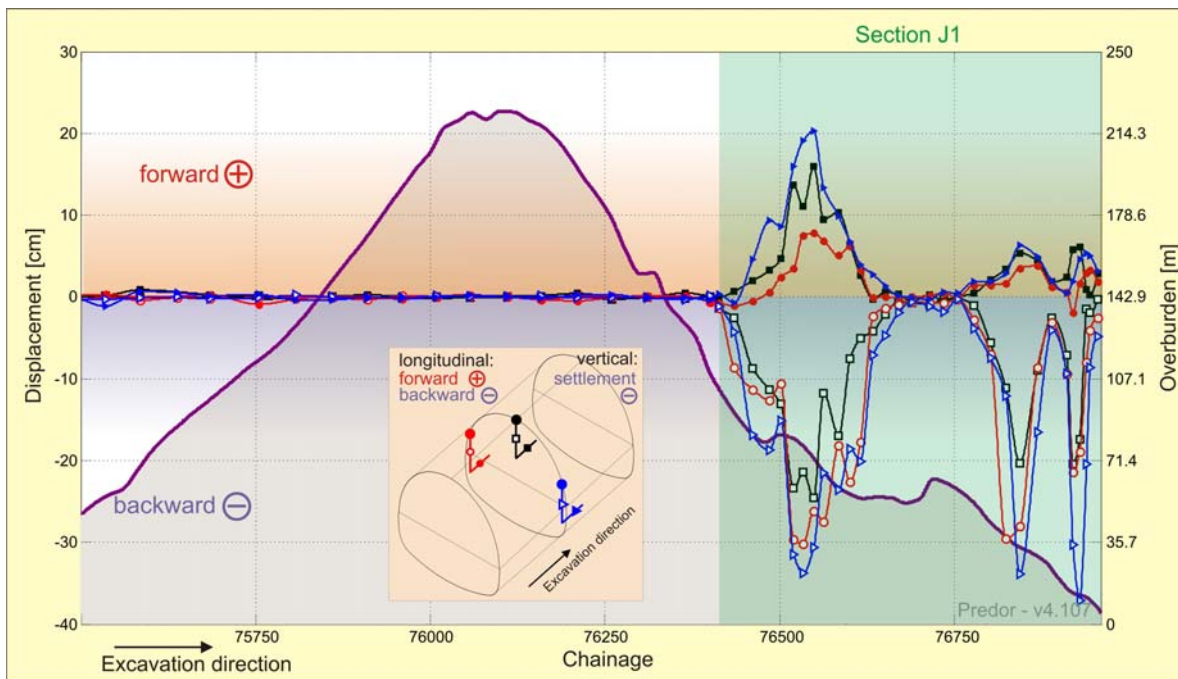 Section J1
30
20
10
0
-10
-20
-30
-40
Displacement [cm]
250
214.3
178.6
142.9
107.1
71.4
35.7
0
Overburden [m]
forward +
backward −
longitudinal:
forward +
backward −
vertical:
settlement
−
Excavation direction
Predor - v4.107
75750
76000
76250
76500
76750
Chainage
Excavation direction